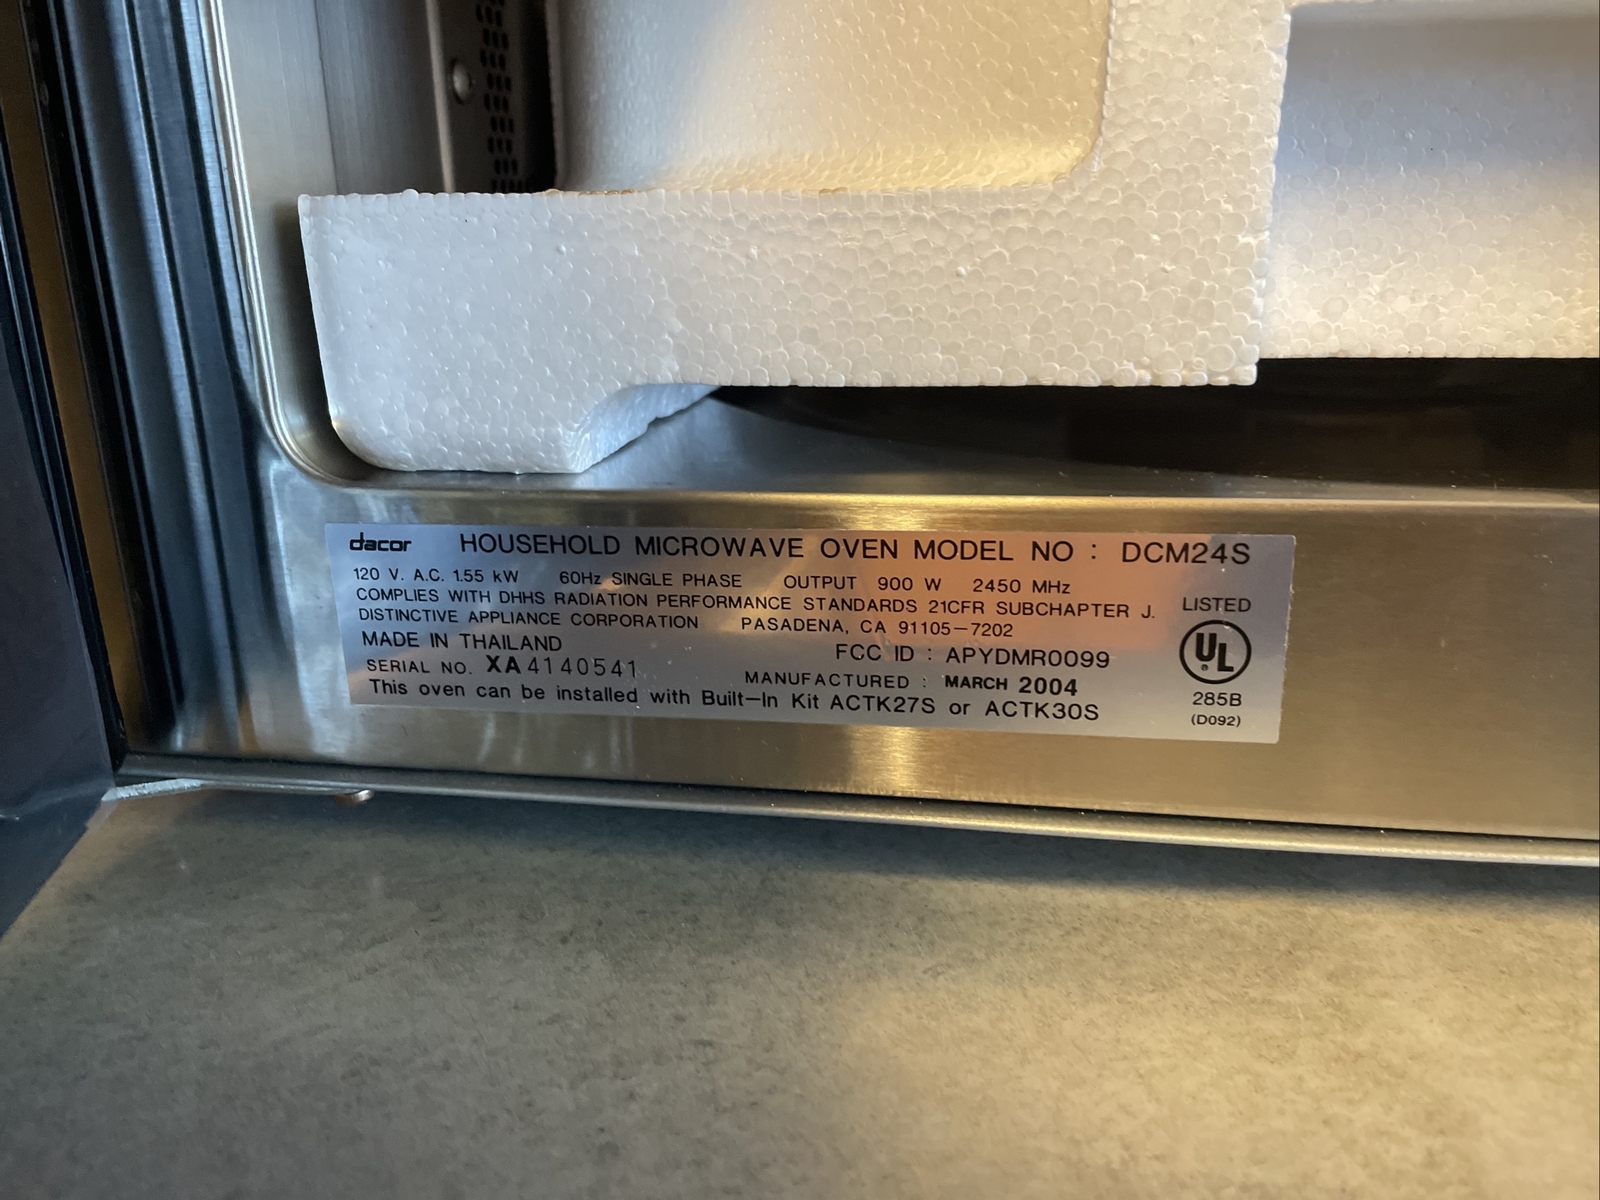 dacor HOUSEHOLD MICROWAVE OVEN MODEL NO : DCM24S
120 V. A.C. 1.55 kW 60Hz SINGLE PHASE OUTPUT 900 W 2450 MHz
COMPLIES WITH DHHS RADIATION PERFORMANCE STANDARDS 21CFR SUBCHAPTER J.
DISTINCTIVE APPLIANCE CORPORATION PASADENA, CA 91105-7202
MADE IN THAILAND FCC ID : APYDMR0099
SERIAL NO. XA4140541 MANUFACTURED : MARCH 2004
This oven can be installed with Built-In Kit ACTK27S or ACTK30S
LISTED
UL ®
285B
(D092)